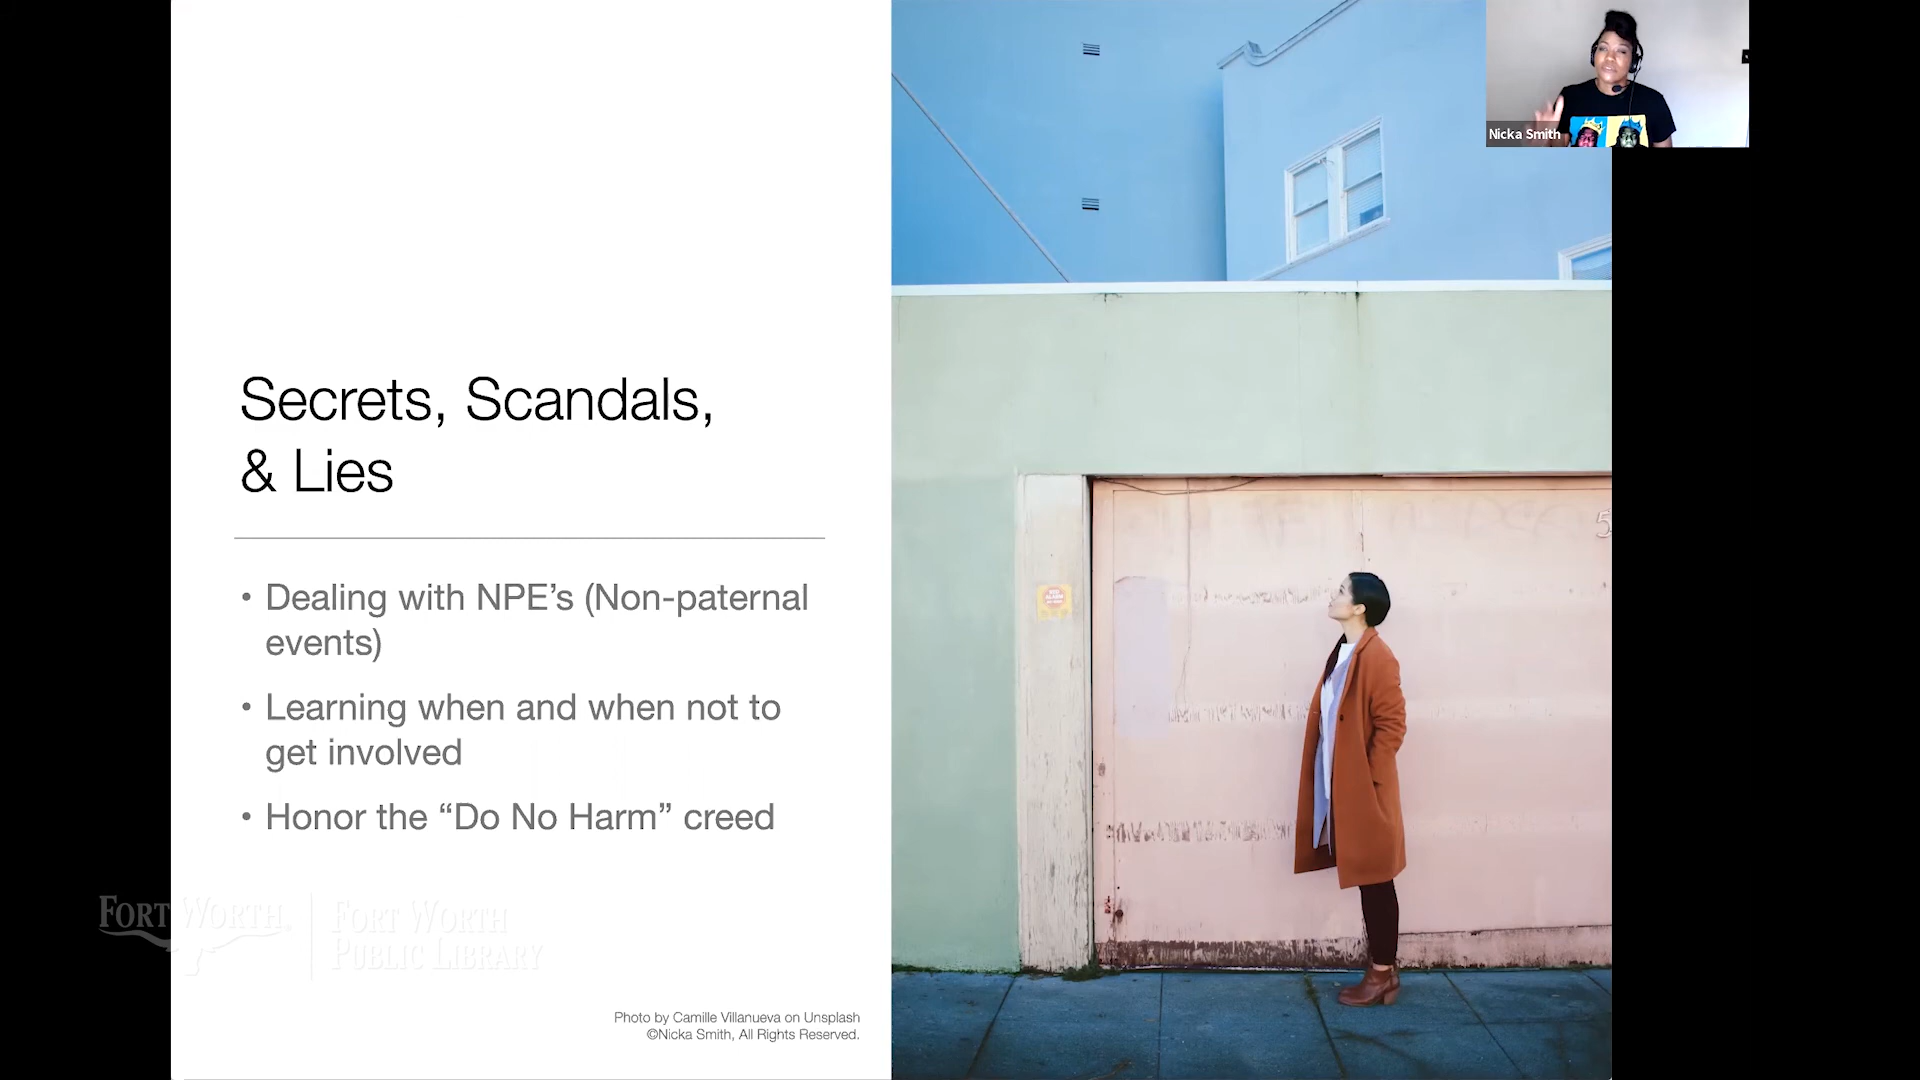 Nicka Smith
Secrets, Scandals,
& Lies
• Dealing with NPE’s (Non-paternal
events)
• Learning when and when not to
get involved
• Honor the “Do No Harm” creed
FORT WORTH®
FORT WORTH
PUBLIC LIBRARY
Photo by Camille Villanueva on Unsplash
©Nicka Smith, All Rights Reserved.
5